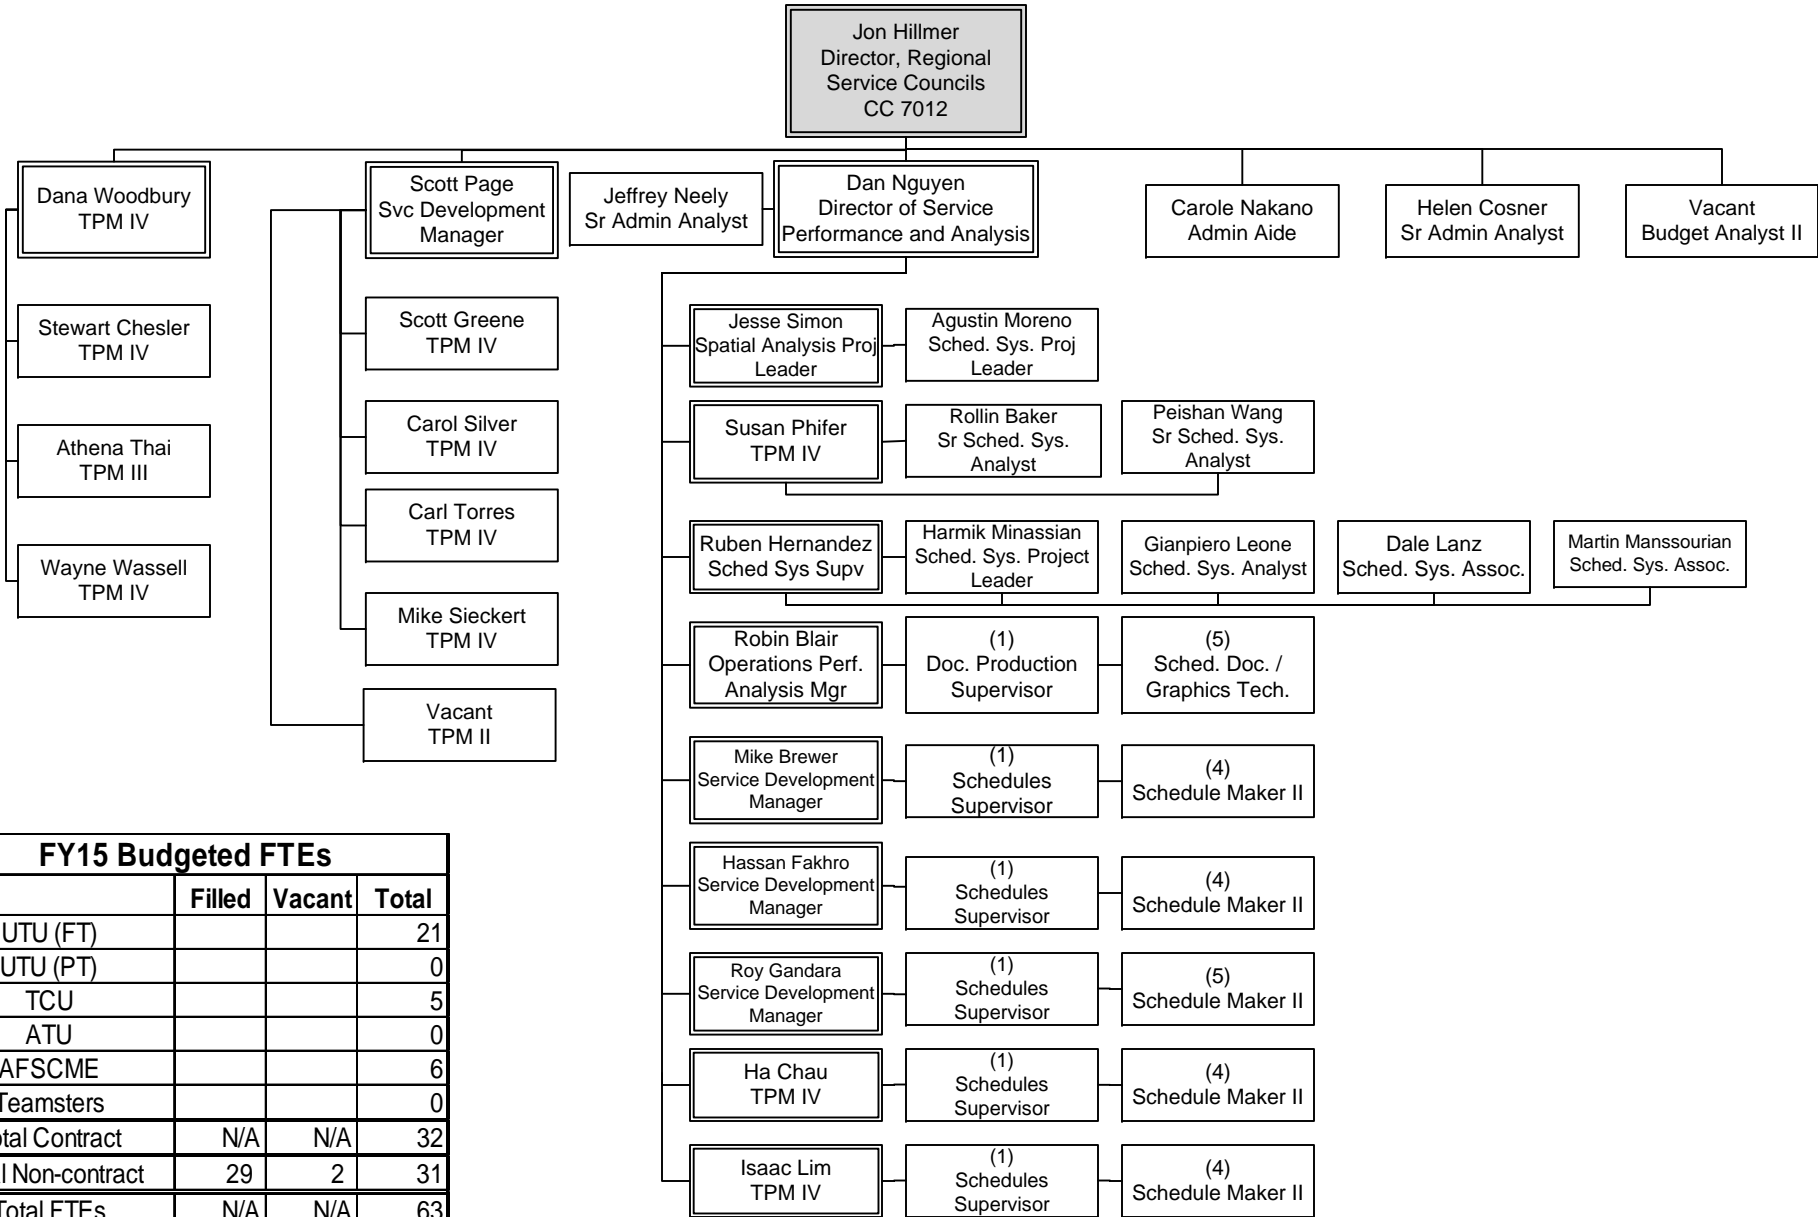 Jon Hillmer
Director, Regional
Service Councils
CC 7012
Dana Woodbury
TPM IV
Scott Page
Svc Development
Manager
Jeffrey Neely
Sr Admin Analyst
Dan Nguyen
Director of Service
Performance and Analysis
Carole Nakano
Admin Aide
Helen Cosner
Sr Admin Analyst
Vacant
Budget Analyst II
Stewart Chesler
TPM IV
Athena Thai
TPM III
Wayne Wassell
TPM IV
Scott Greene
TPM IV
Carol Silver
TPM IV
Carl Torres
TPM IV
Mike Sieckert
TPM IV
Vacant
TPM II
Jesse Simon
Spatial Analysis Proj
Leader
Agustin Moreno
Sched. Sys. Proj
Leader
Susan Phifer
TPM IV
Rollin Baker
Sr Sched. Sys.
Analyst
Peishan Wang
Sr Sched. Sys.
Analyst
Ruben Hernandez
Sched Sys Supv
Harmik Minassian
Sched. Sys. Project
Leader
Gianpiero Leone
Sched. Sys. Analyst
Dale Lanz
Sched. Sys. Assoc.
Martin Manssourian
Sched. Sys. Assoc.
Robin Blair
Operations Perf.
Analysis Mgr
(1)
Doc. Production
Supervisor
(5)
Sched. Doc. /
Graphics Tech.
Mike Brewer
Service Development
Manager
(1)
Schedules
Supervisor
(4)
Schedule Maker II
Hassan Fakhro
Service Development
Manager
(1)
Schedules
Supervisor
(4)
Schedule Maker II
Roy Gandara
Service Development
Manager
(1)
Schedules
Supervisor
(5)
Schedule Maker II
Ha Chau
TPM IV
(1)
Schedules
Supervisor
(4)
Schedule Maker II
Isaac Lim
TPM IV
(1)
Schedules
Supervisor
(4)
Schedule Maker II
FY15 Budgeted FTEs
Filled Vacant Total
UTU (FT) 21
UTU (PT) 0
TCU 5
ATU 0
AFSCME 6
Teamsters 0
Contract N/A N/A 32
Non-contract 29 2 31
Total FTEs N/A N/A 63